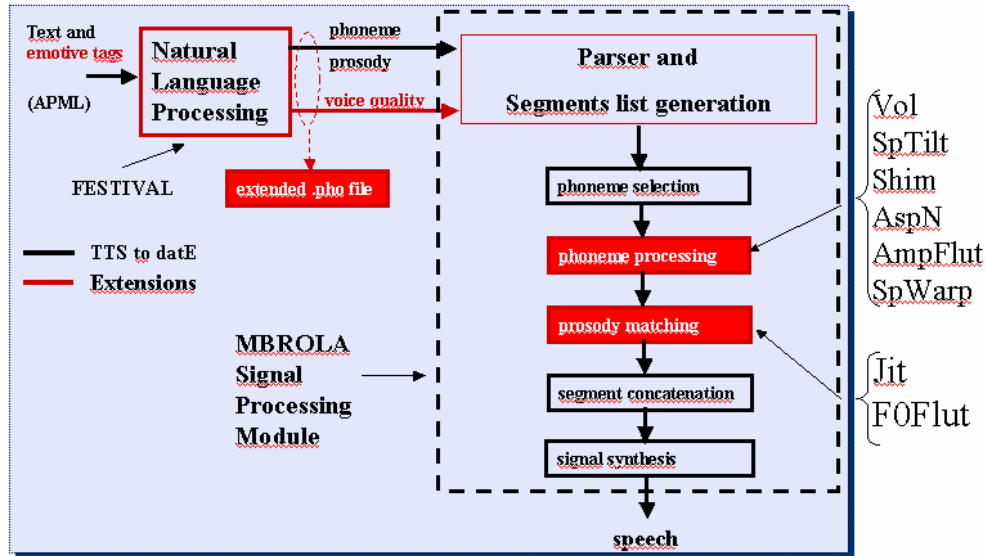 Text and
emotive tags
(APML)
Natural
Language
Processing
phoneme
prosody
voice quality
Parser and
Segments list generation
FESTIVAL
extended .pho file
phoneme selection
phoneme processing
prosody matching
segment concatenation
signal synthesis
speech
TTS to datE
Extensions
MBROLA
Signal
Processing
Module
Vol
SpTilt
Shim
AspN
AmpFlut
SpWarp
Jit
F0Flut